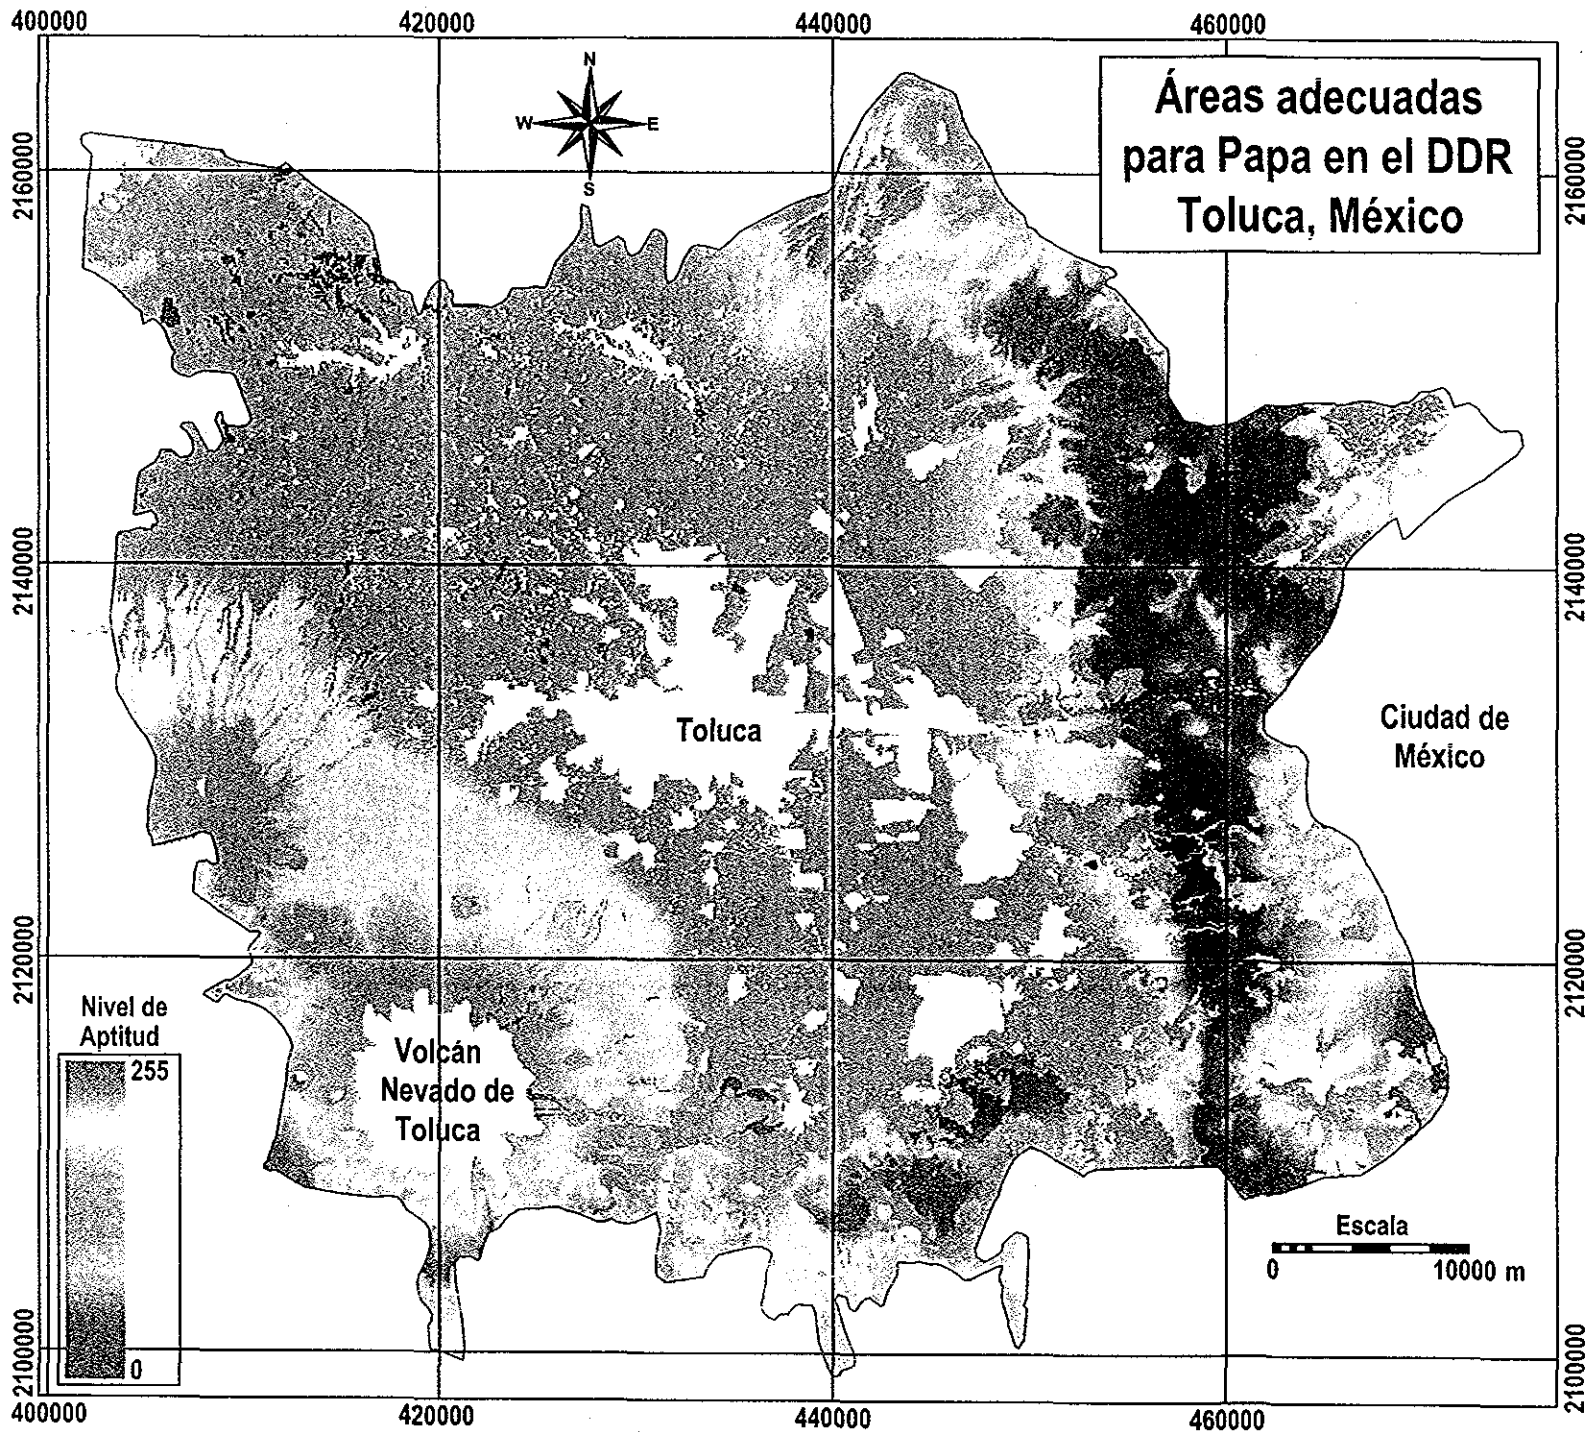 400000
420000
440000
460000
Áreas adecuadas
para Papa en el DDR
Toluca, México
N
W
E
S
2160000
2160000
2140000
2140000
Toluca
Ciudad de
México
2120000
2120000
Nivel de
Aptitud
255
0
Volcán
Nevado de
Toluca
Escala
0
10000 m
2100000
2100000
400000
420000
440000
460000